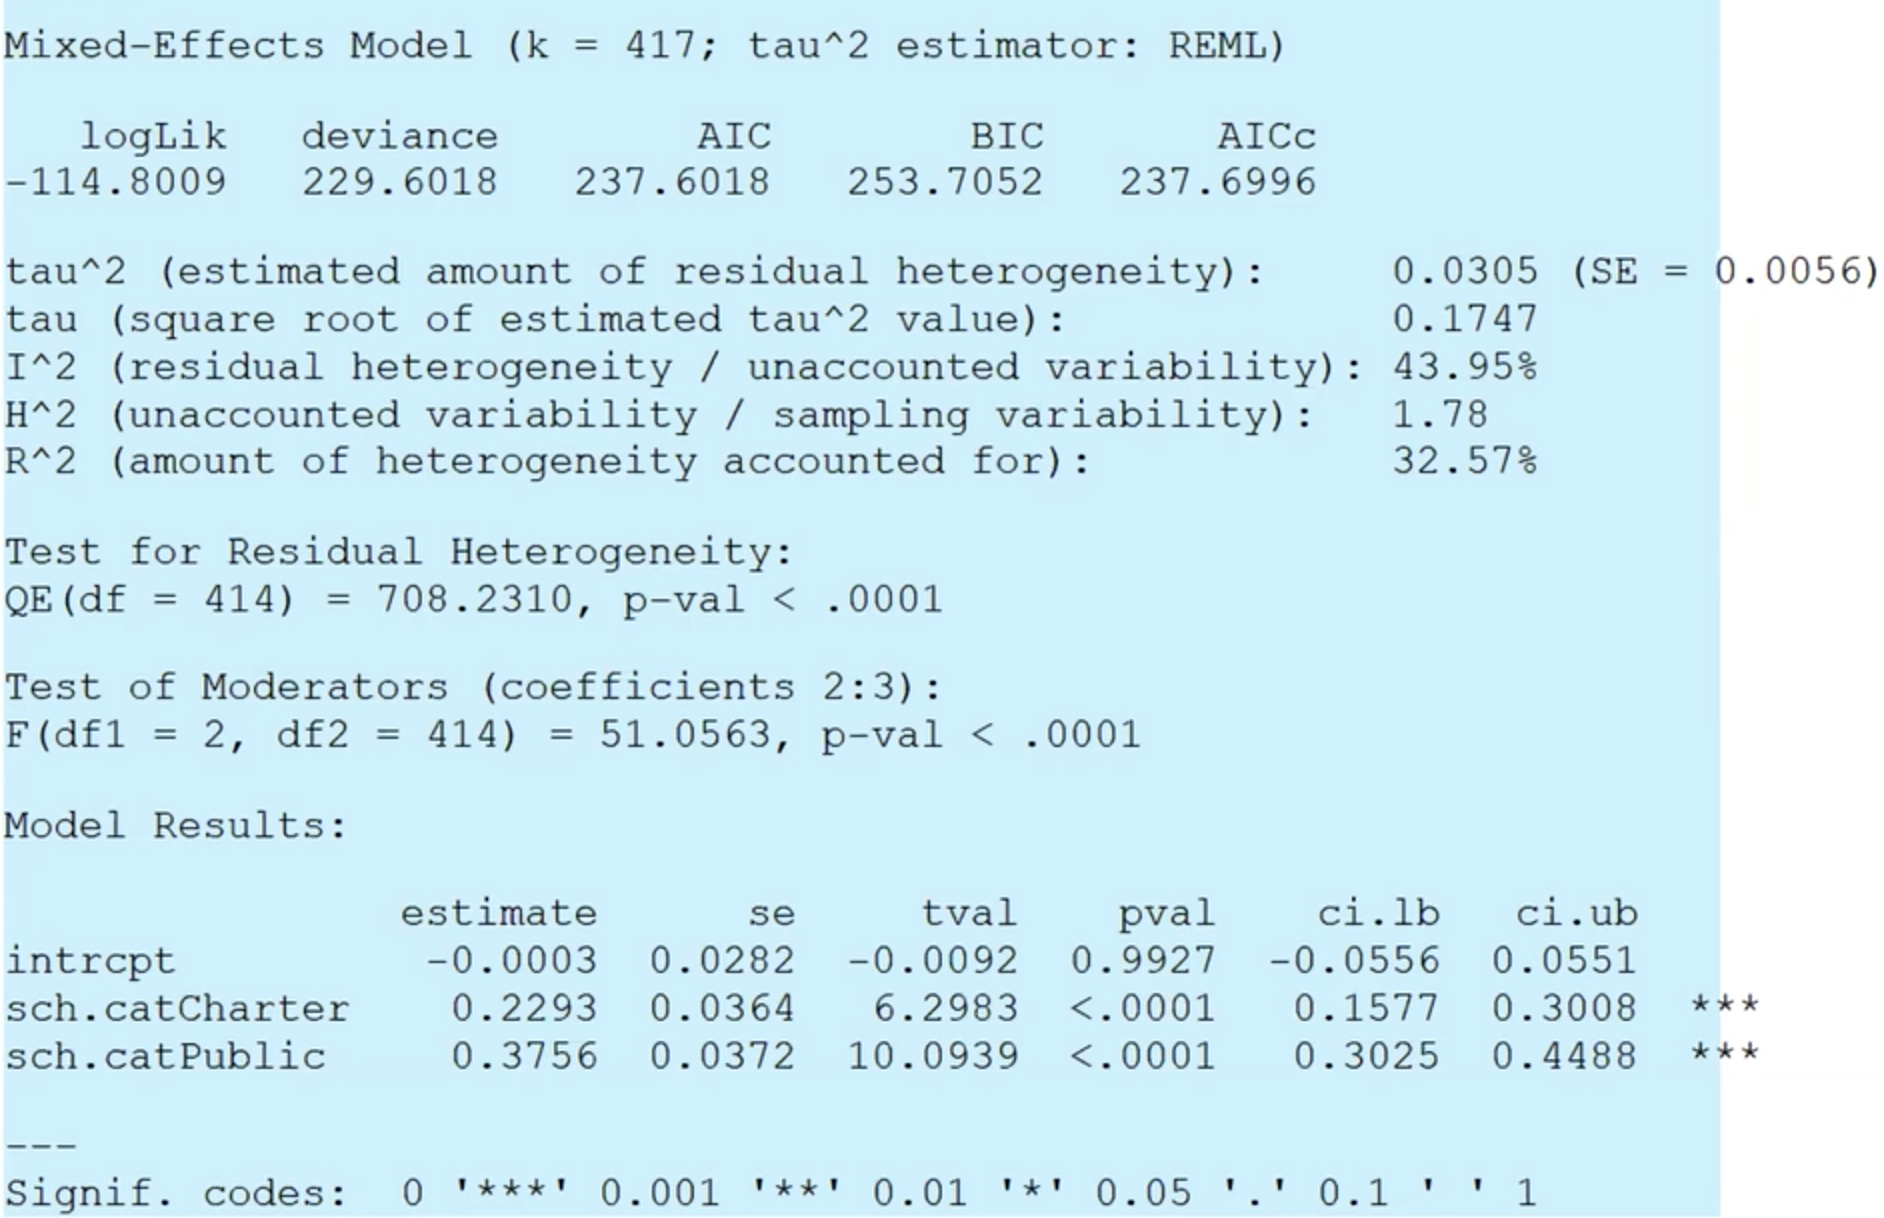 Mixed-Effects Model (k = 417; tau^2 estimator: REML)
logLik deviance AIC BIC AICc
-114.8009 229.6018 237.6018 253.7052 237.6996
tau^2 (estimated amount of residual heterogeneity): 0.0305 (SE = 0.0056)
tau (square root of estimated tau^2 value): 0.1747
I^2 (residual heterogeneity / unaccounted variability): 43.95%
H^2 (unaccounted variability / sampling variability): 1.78
R^2 (amount of heterogeneity accounted for): 32.57%
Test for Residual Heterogeneity:
QE(df = 414) = 708.2310, p-val < .0001
Test of Moderators (coefficients 2:3):
F(df1 = 2, df2 = 414) = 51.0563, p-val < .0001
Model Results:
estimate se tval pval ci.lb ci.ub
intrcpt -0.0003 0.0282 -0.0092 0.9927 -0.0556 0.0551
sch.catCharter 0.2293 0.0364 6.2983 <.0001 0.1577 0.3008 ***
sch.catPublic 0.3756 0.0372 10.0939 <.0001 0.3025 0.4488 ***
---
Signif. codes: 0 '***' 0.001 '**' 0.01 '*' 0.05 '.' 0.1 ' ' 1